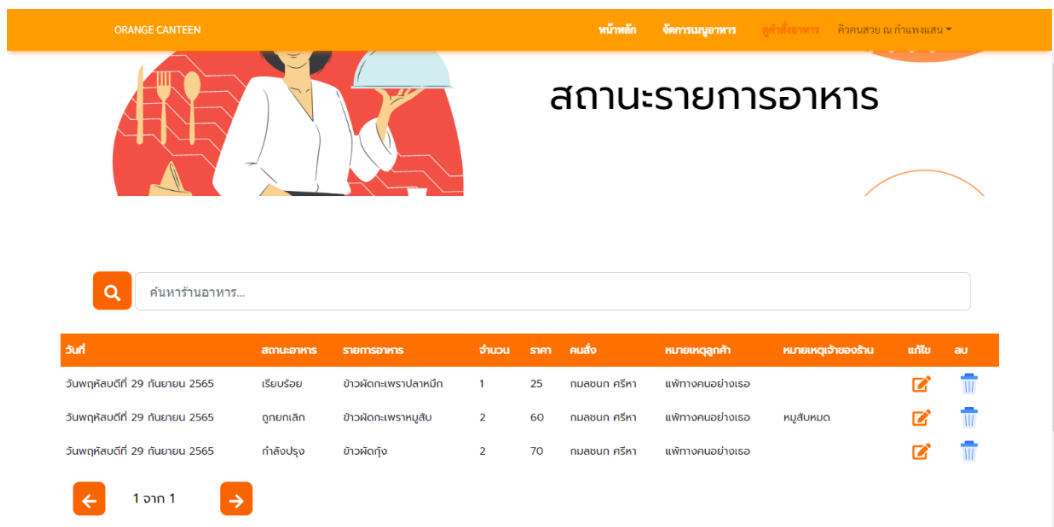 ORANGE CANTEEN หน้าหลัก จัดการเมนูอาหาร ดูคำสั่งอาหาร คิวคนสวย ณ กำแพงแสน
สถานะรายการอาหาร
ค้นหาร้านอาหาร...
วันที่ สถานะอาหาร รายการอาหาร จำนวน ราคา คนสั่ง หมายเหตุลูกค้า หมายเหตุเจ้าของร้าน แก้ไข ลบ
วันพฤหัสบดีที่ 29 กันยายน 2565 เรียบร้อย ข้าวผัดกะเพราปลาหมึก 1 25 กมลชนก ศรีหา แพ้ทางคนอย่างเธอ
วันพฤหัสบดีที่ 29 กันยายน 2565 ถูกยกเลิก ข้าวผัดกะเพราหมูสับ 2 60 กมลชนก ศรีหา แพ้ทางคนอย่างเธอ หมูสับหมด
วันพฤหัสบดีที่ 29 กันยายน 2565 กำลังปรุง ข้าวผัดกุ้ง 2 70 กมลชนก ศรีหา แพ้ทางคนอย่างเธอ
1 จาก 1